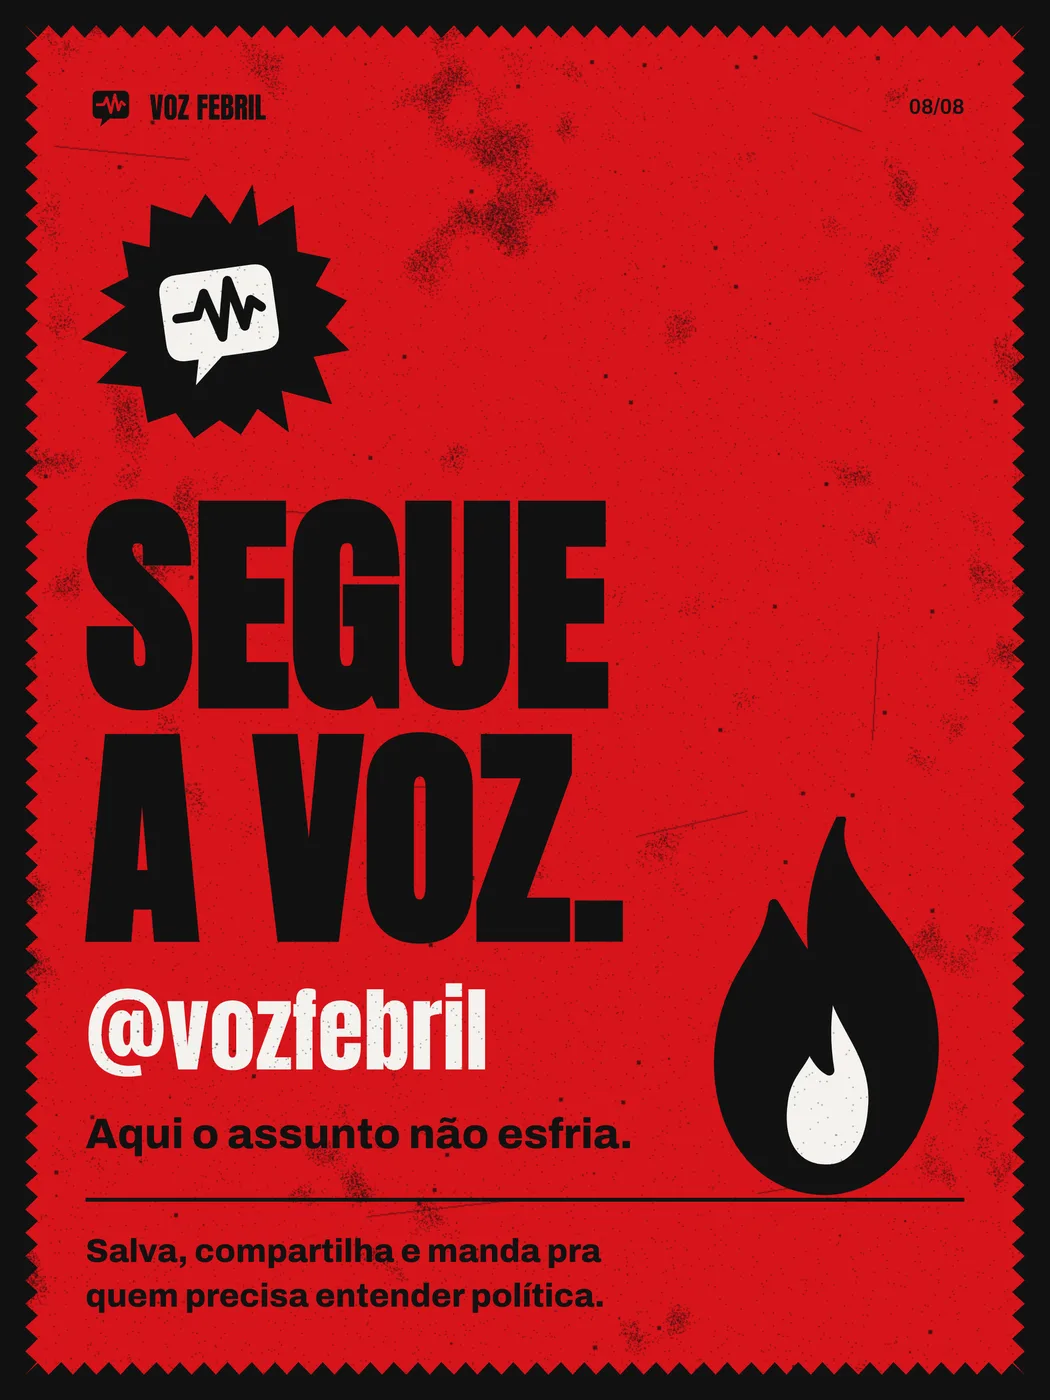 VOZ FEBRIL
08/08
SEGUE
A VOZ.
@vozfebril
Aqui o assunto não esfria.
Salva, compartilha e manda pra
quem precisa entender política.